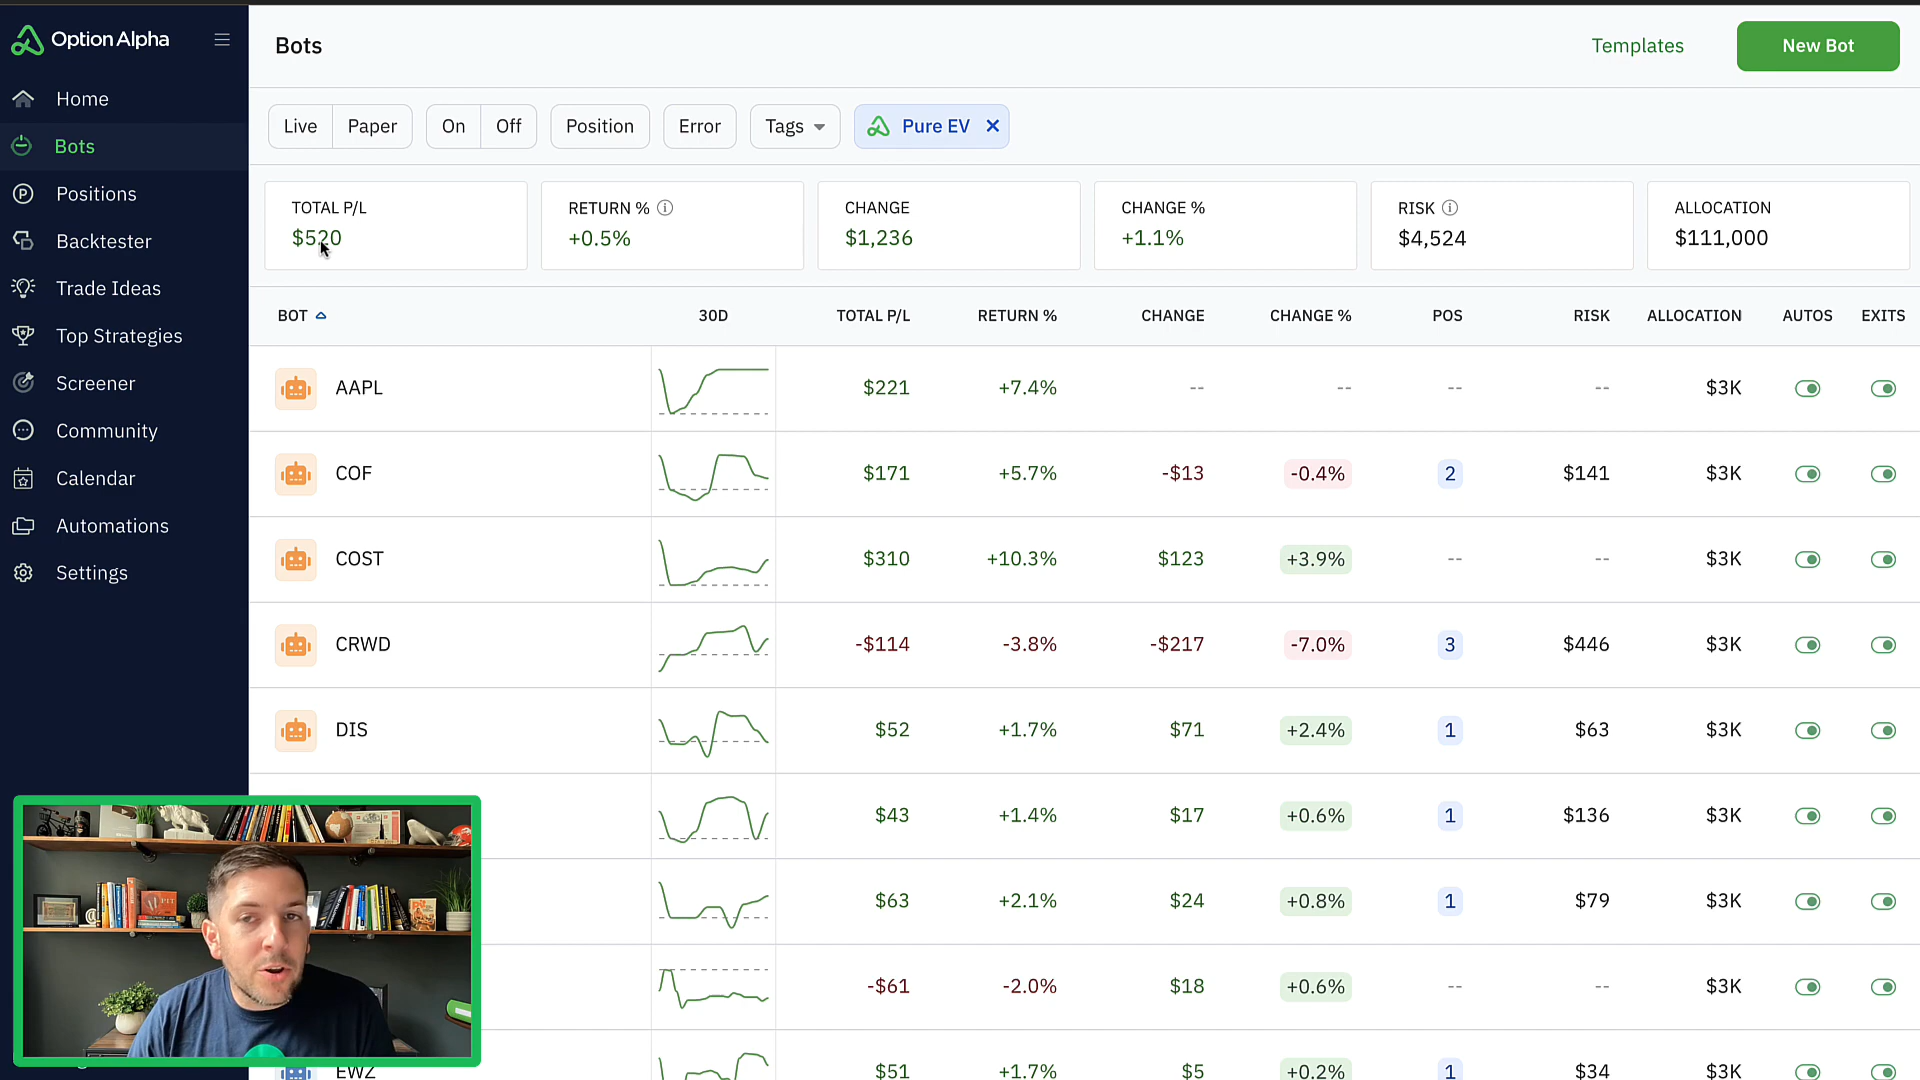 Option Alpha
Home
Bots
Positions
Backtester
Trade Ideas
Top Strategies
Screener
Community
Calendar
Automations
Settings
Bots
Templates
New Bot
Live
Paper
On
Off
Position
Error
Tags
Pure EV
TOTAL P/L
$520
RETURN %
+0.5%
CHANGE
$1,236
CHANGE %
+1.1%
RISK
$4,524
ALLOCATION
$111,000
BOT 30D TOTAL P/L RETURN % CHANGE CHANGE % POS RISK ALLOCATION AUTOS EXITS
AAPL $221 +7.4% -- -- -- -- $3K
COF $171 +5.7% -$13 -0.4% 2 $141 $3K
COST $310 +10.3% $123 +3.9% -- -- $3K
CRWD -$114 -3.8% -$217 -7.0% 3 $446 $3K
DIS $52 +1.7% $71 +2.4% 1 $63 $3K
$43 +1.4% $17 +0.6% 1 $136 $3K
$63 +2.1% $24 +0.8% 1 $79 $3K
-$61 -2.0% $18 +0.6% -- -- $3K
EWZ $51 +1.7% $5 +0.2% 1 $34 $3K